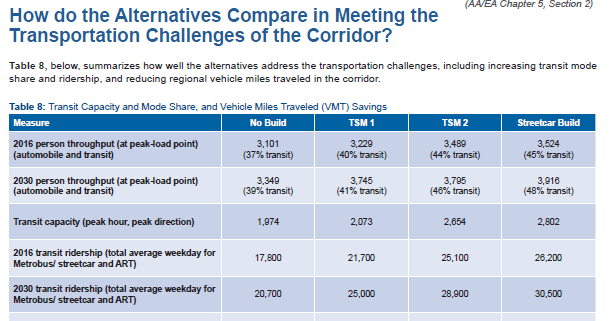 (AA/EA Chapter 5, Section 2)
How do the Alternatives Compare in Meeting the
Transportation Challenges of the Corridor?
Table 8, below, summarizes how well the alternatives address the transportation challenges, including increasing transit mode
share and ridership, and reducing regional vehicle miles traveled in the corridor.
Table 8: Transit Capacity and Mode Share, and Vehicle Miles Traveled (VMT) Savings
Measure No Build TSM 1 TSM 2 Streetcar Build
2016 person throughput (at peak-load point) 3,101 3,229 3,489 3,524
(automobile and transit) (37% transit) (40% transit) (44% transit) (45% transit)
2030 person throughput (at peak-load point) 3,349 3,745 3,795 3,916
(automobile and transit) (39% transit) (41% transit) (46% transit) (48% transit)
Transit capacity (peak hour, peak direction) 1,974 2,073 2,654 2,802
2016 transit ridership (total average weekday for
Metrobus/ streetcar and ART) 17,800 21,700 25,100 26,200
2030 transit ridership (total average weekday for
Metrobus/ streetcar and ART) 20,700 25,000 28,900 30,500